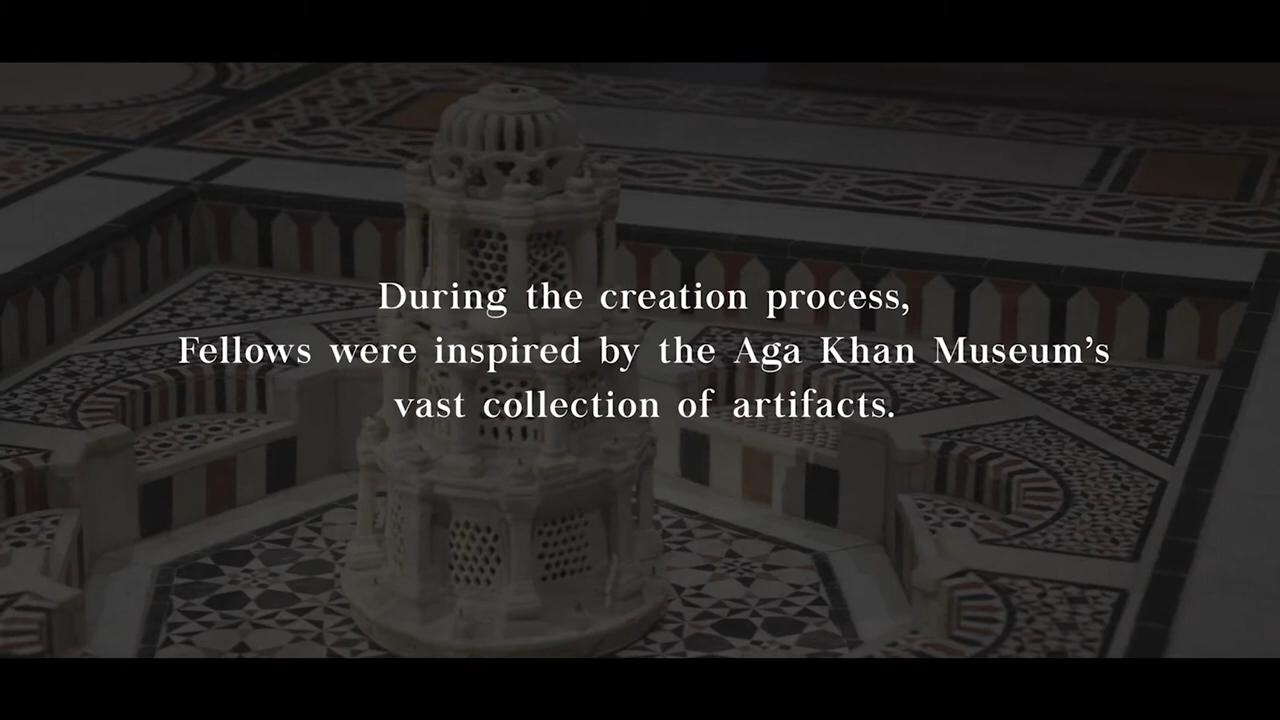 During the creation process,
Fellows were inspired by the Aga Khan Museum’s
vast collection of artifacts.